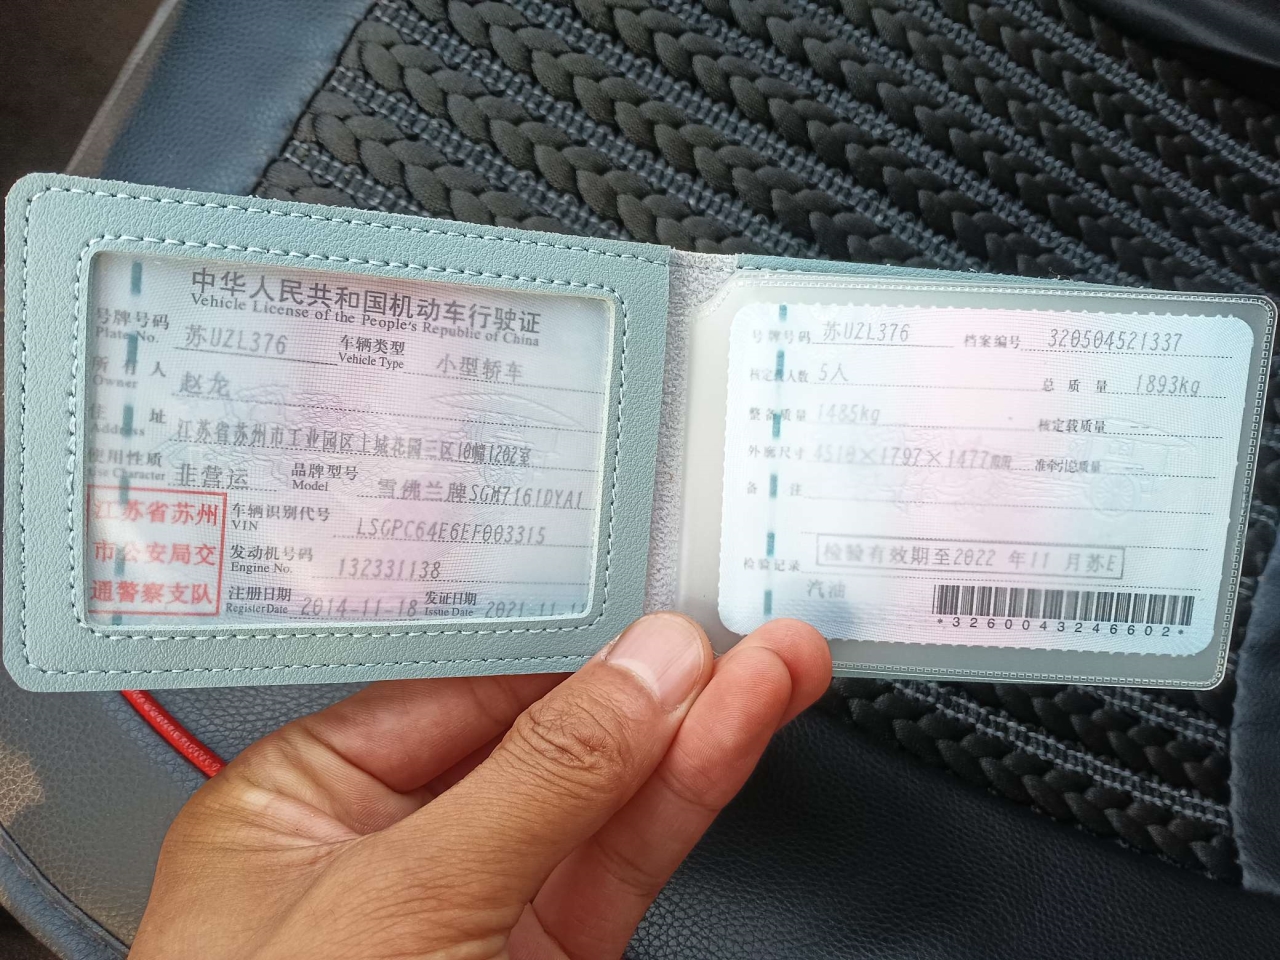 中华人民共和国机动车行驶证
Vehicle License of the People's Republic of China
号牌号码 苏UZL376 车辆类型 小型轿车
Plate No. Vehicle Type
所有人 赵龙
Owner
住址 江苏省苏州市工业园区主城花园三区10幢1202室
Address
使用性质 非营运 品牌型号 雪佛兰牌SGM7161DYA1
Use Character Model
江苏省苏州
市公安局交
通警察支队
车辆识别代号 LSGPC64E6EF003315
VIN
发动机号码 132331138
Engine No.
注册日期 2014-11-18 发证日期 2021-11-1
Register Date Issue Date
号牌号码 苏UZL376 档案编号 320504521337
核定载人数 5人 总质量 1893kg
整备质量 1485kg 核定载质量 --
外廓尺寸 4510×1797×1477mm 准牵引总质量 --
备注
检验记录 检验有效期至2022年11月苏E
汽油
*3260043246602*